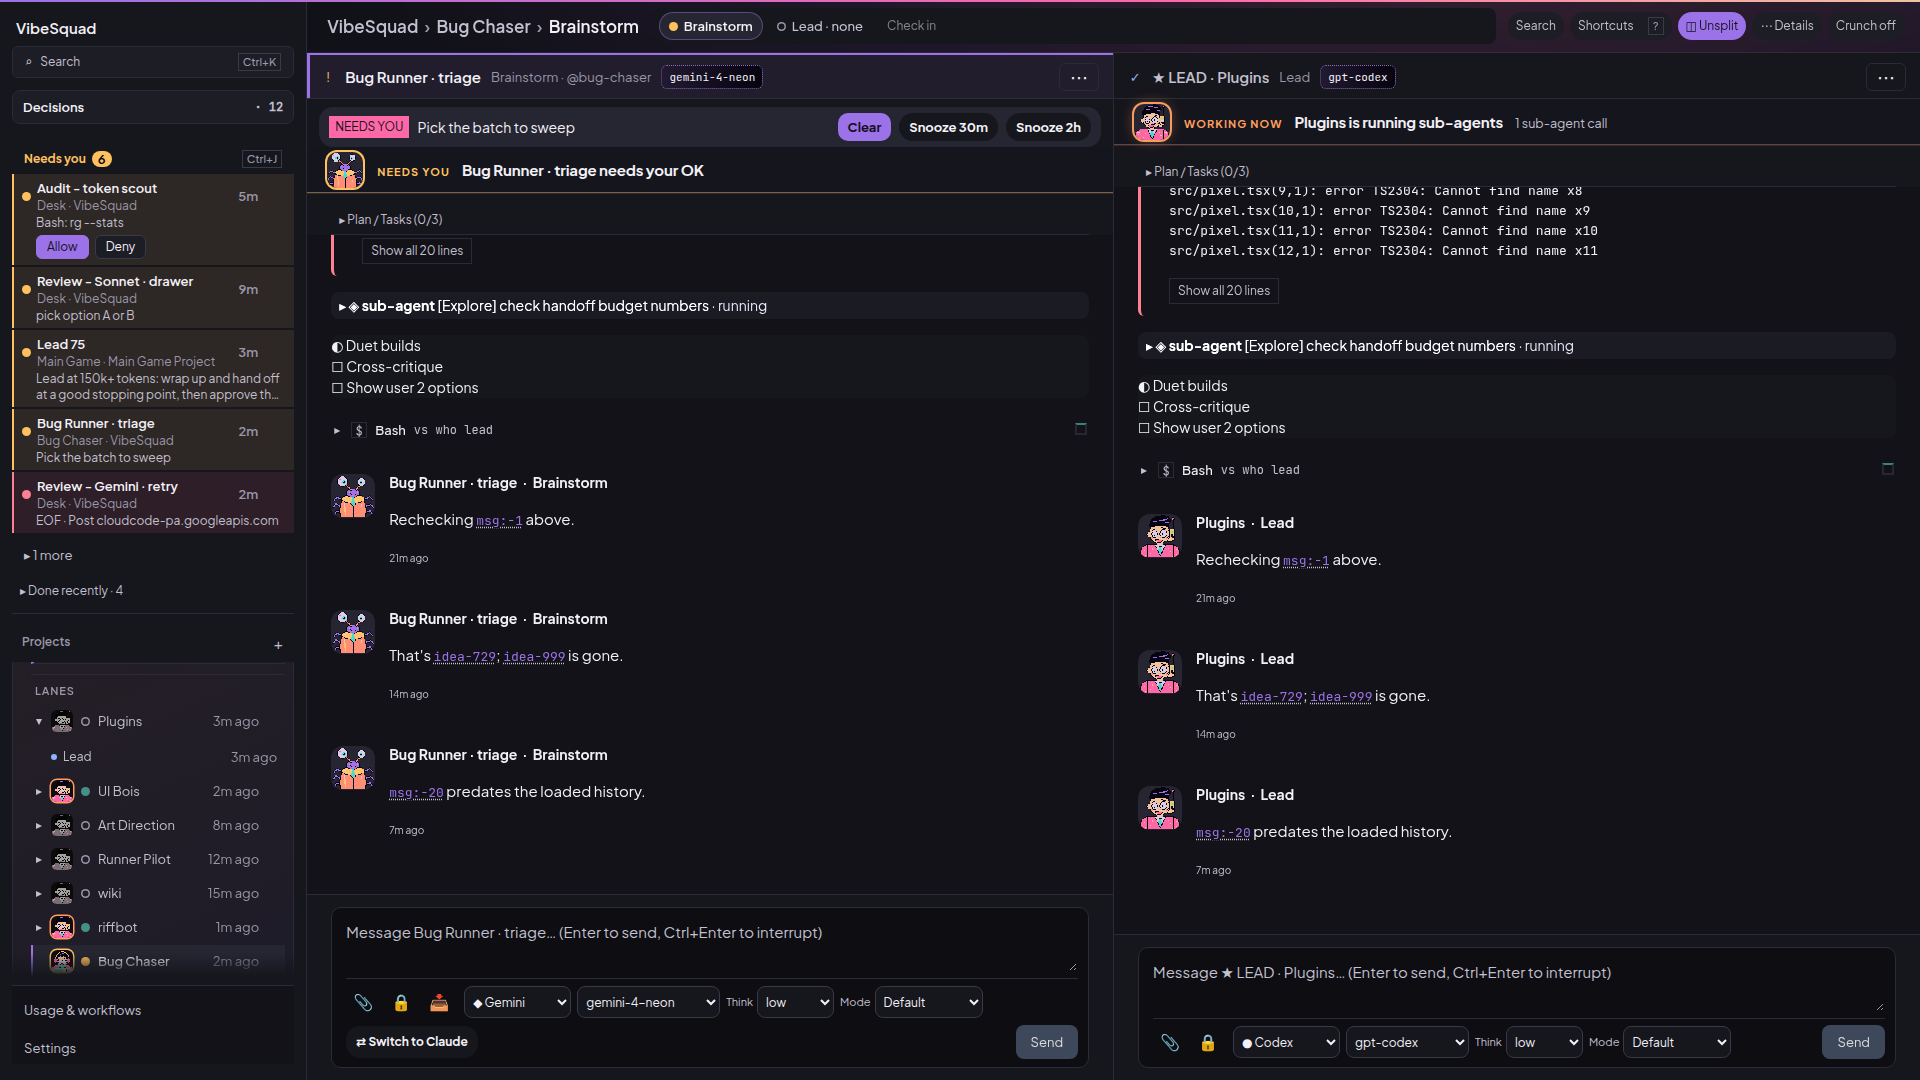 VibeSquad
Search Ctrl+K
Decisions · 12
Needs you 6 Ctrl+J
Audit – token scout 5m
Desk · VibeSquad
Bash: rg --stats
Allow Deny
Review – Sonnet · drawer 9m
Desk · VibeSquad
pick option A or B
Lead 75 3m
Main Game · Main Game Project
Lead at 150k+ tokens: wrap up and hand off
at a good stopping point, then approve th…
Bug Runner · triage 2m
Bug Chaser · VibeSquad
Pick the batch to sweep
Review – Gemini · retry 2m
Desk · VibeSquad
EOF · Post cloudcode-pa.googleapis.com
▸ 1 more
▸ Done recently · 4
Projects +
LANES
▾ Plugins 3m ago
Lead 3m ago
▸ UI Bois 2m ago
▸ Art Direction 8m ago
▸ Runner Pilot 12m ago
▸ wiki 15m ago
▸ riffbot 1m ago
Bug Chaser 2m ago
Usage & workflows
Settings
VibeSquad › Bug Chaser › Brainstorm Brainstorm Lead · none Check in Search Shortcuts ? Unsplit ⋯ Details Crunch off
! Bug Runner · triage Brainstorm · @bug-chaser gemini-4-neon ⋯
NEEDS YOU Pick the batch to sweep Clear Snooze 30m Snooze 2h
NEEDS YOU Bug Runner · triage needs your OK
▸ Plan / Tasks (0/3)
Show all 20 lines
▸ ◈ sub-agent [Explore] check handoff budget numbers · running
◐ Duet builds
☐ Cross-critique
☐ Show user 2 options
▸ $ Bash vs who lead
Bug Runner · triage · Brainstorm
Rechecking msg:-1 above.
21m ago
Bug Runner · triage · Brainstorm
That's idea-729; idea-999 is gone.
14m ago
Bug Runner · triage · Brainstorm
msg:-20 predates the loaded history.
7m ago
Message Bug Runner · triage… (Enter to send, Ctrl+Enter to interrupt)
◆ Gemini gemini-4-neon Think low Mode Default
⇄ Switch to Claude Send
✓ ★ LEAD · Plugins Lead gpt-codex ⋯
WORKING NOW Plugins is running sub-agents 1 sub-agent call
▸ Plan / Tasks (0/3)
src/pixel.tsx(9,1): error TS2304: Cannot find name x8
src/pixel.tsx(10,1): error TS2304: Cannot find name x9
src/pixel.tsx(11,1): error TS2304: Cannot find name x10
src/pixel.tsx(12,1): error TS2304: Cannot find name x11
Show all 20 lines
▸ ◈ sub-agent [Explore] check handoff budget numbers · running
◐ Duet builds
☐ Cross-critique
☐ Show user 2 options
▸ $ Bash vs who lead
Plugins · Lead
Rechecking msg:-1 above.
21m ago
Plugins · Lead
That's idea-729; idea-999 is gone.
14m ago
Plugins · Lead
msg:-20 predates the loaded history.
7m ago
Message ★ LEAD · Plugins… (Enter to send, Ctrl+Enter to interrupt)
● Codex gpt-codex Think low Mode Default
Send